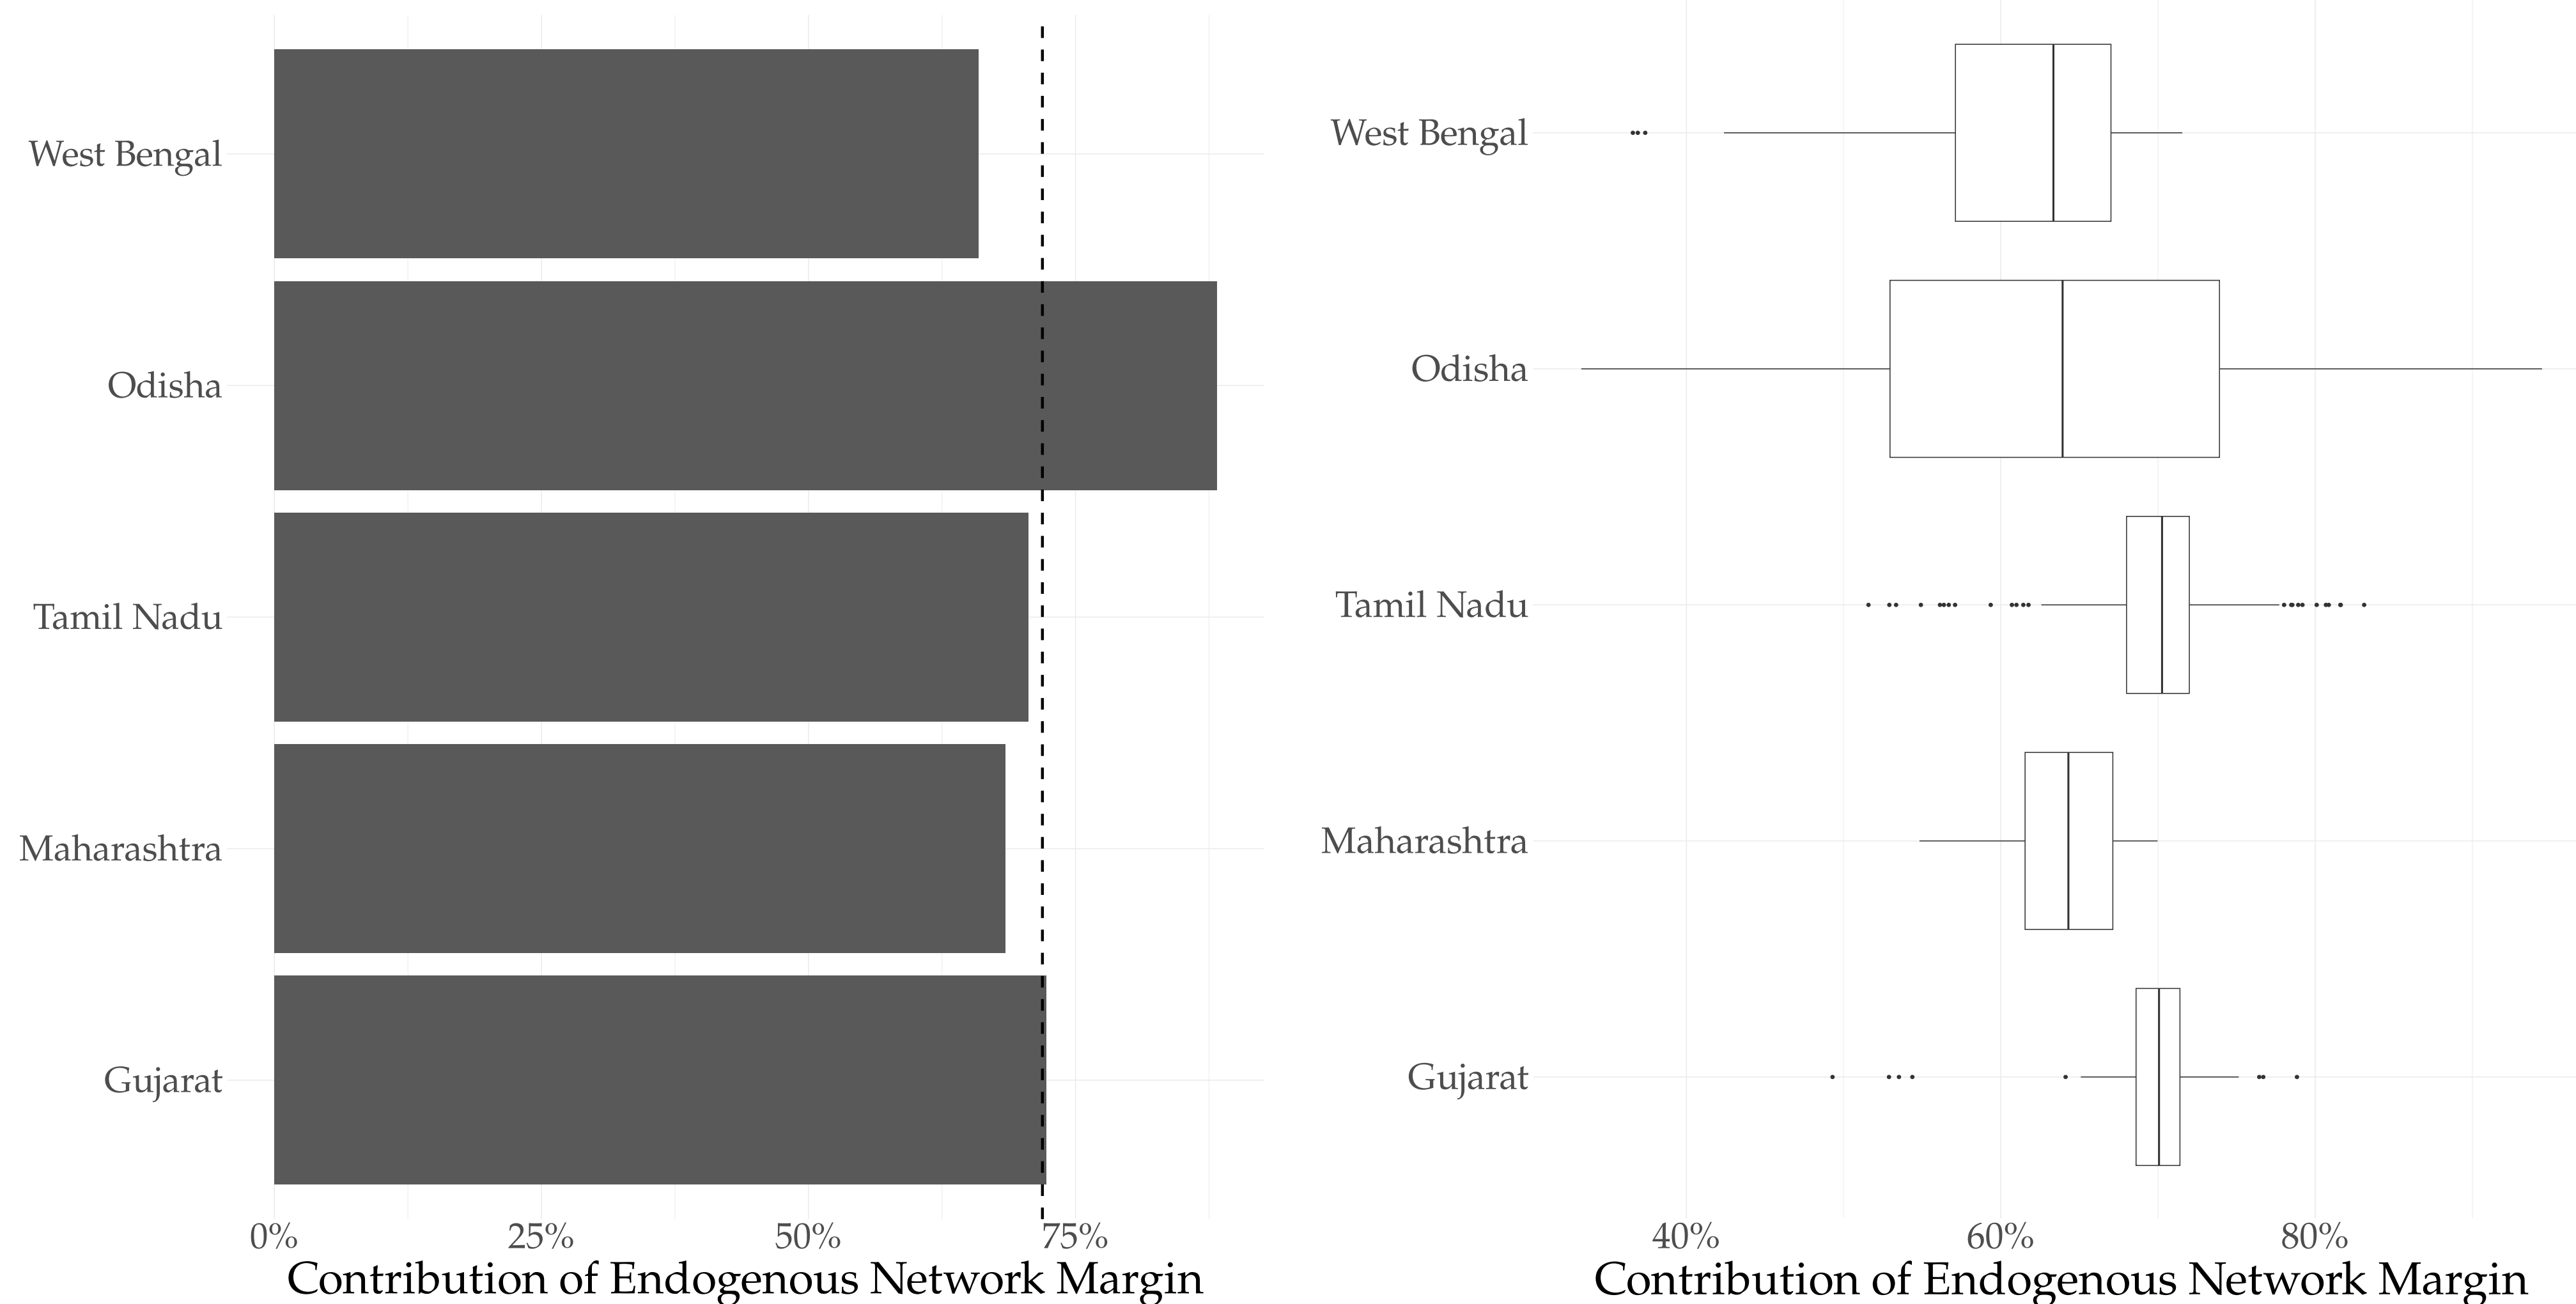 West Bengal
Odisha
Tamil Nadu
Maharashtra
Gujarat
0% 25% 50% 75%
Contribution of Endogenous Network Margin
West Bengal
Odisha
Tamil Nadu
Maharashtra
Gujarat
40% 60% 80%
Contribution of Endogenous Network Margin